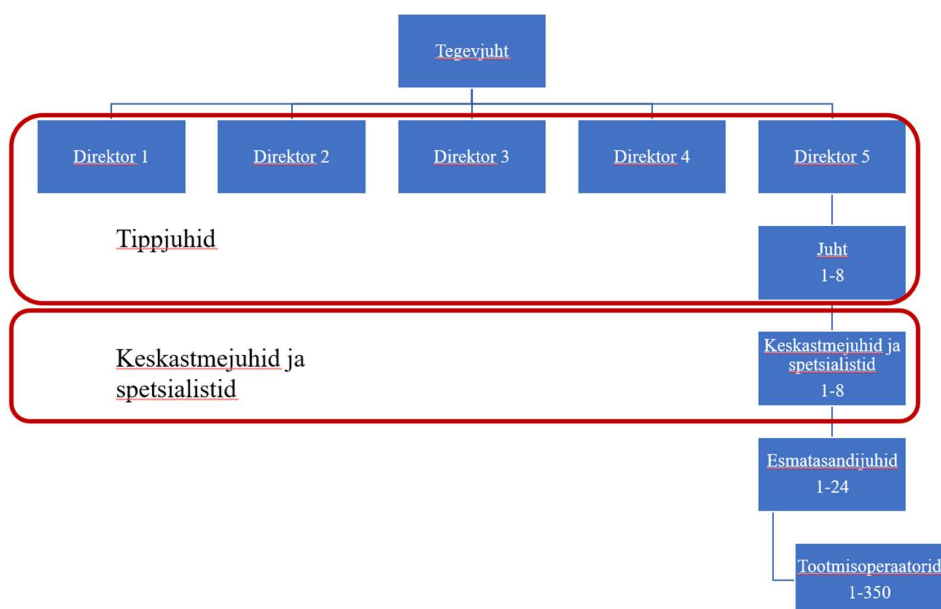 Tegevjuht
Direktor 1
Direktor 2
Direktor 3
Direktor 4
Direktor 5
Tippjuhid
Juht
1-8
Keskastmejuhid ja
spetsialistid
Keskastmejuhid ja
spetsialistid
1-8
Esmatasandijuhid
1-24
Tootmisoperaatorid
1-350